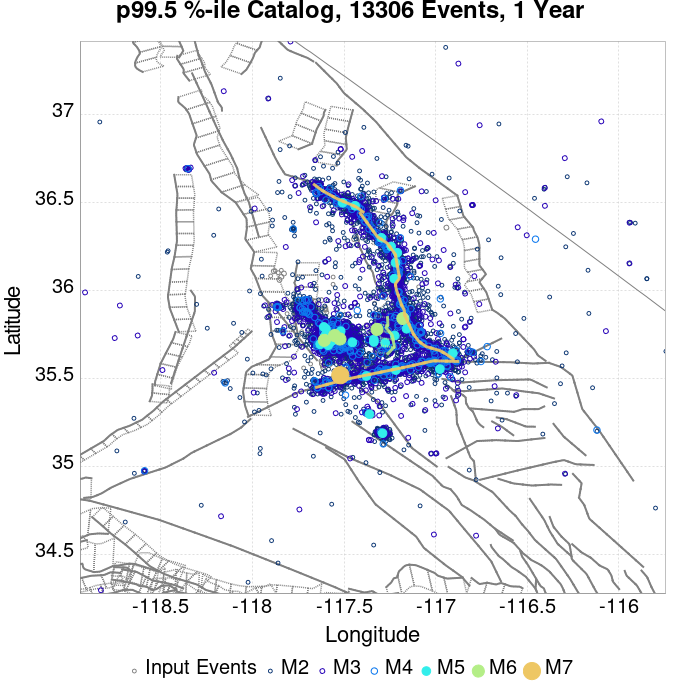 p99.5 %-ile Catalog, 13306 Events, 1 Year
37
36.5
36
35.5
35
34.5
Latitude
-118.5 -118 -117.5 -117 -116.5 -116
Longitude
Input Events M2 M3 M4 M5 M6 M7